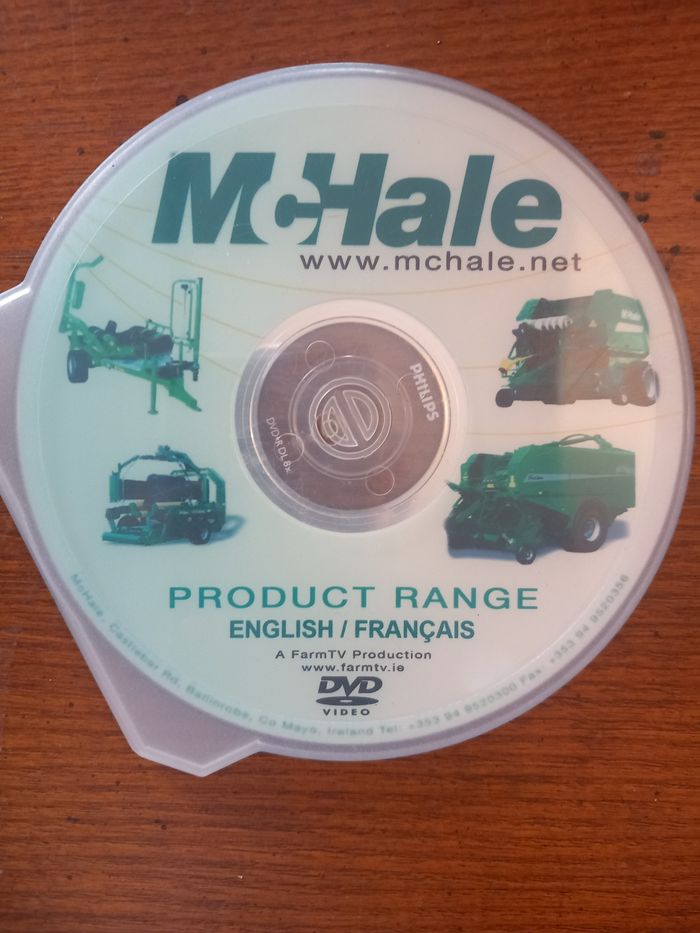 McHale
www.mchale.net
McHale
PHILIPS
DVD+R DL 8x
PRODUCT RANGE
ENGLISH / FRANÇAIS
A FarmTV Production
www.farmtv.ie
DVD
VIDEO
McHale, Castlebar Rd, Ballinrobe, Co Mayo, Ireland Tel: +353 94 9520300 Fax: +353 94 9520356